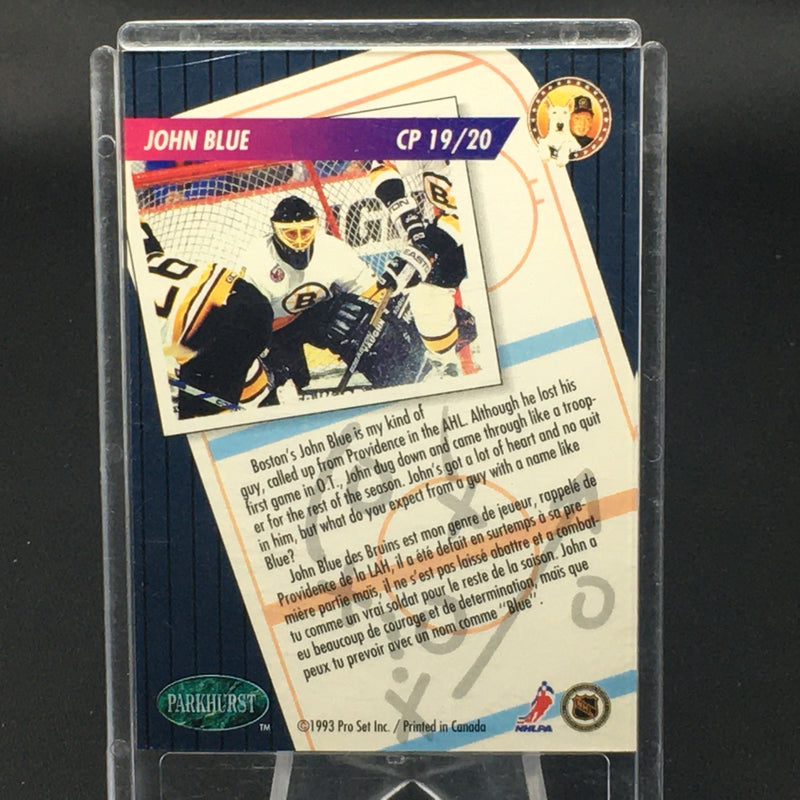 JOHN BLUE CP 19/20
B
B
Boston's John Blue is my kind of
guy, called up from Providence in the AHL. Although he lost his
first game in O.T., John dug down and came through like a troop-
er for the rest of the season. John's got a lot of heart and no quit
in him, but what do you expect from a guy with a name like
Blue?
John Blue des Bruins est mon genre de jeueur, rappelé de
Providence de la LAH, il a été defait en surtemps à sa pre-
mière partie mais, il ne s'est pas laissé abattre et a combat-
tu comme un vrai soldat pour le reste de la saison. John a
eu beaucoup de courage et de determination, mais que
peux tu prevoir avec un nom comme "Blue".
PARKHURST
TM
©1993 Pro Set Inc. / Printed in Canada
NHLPA
NHL